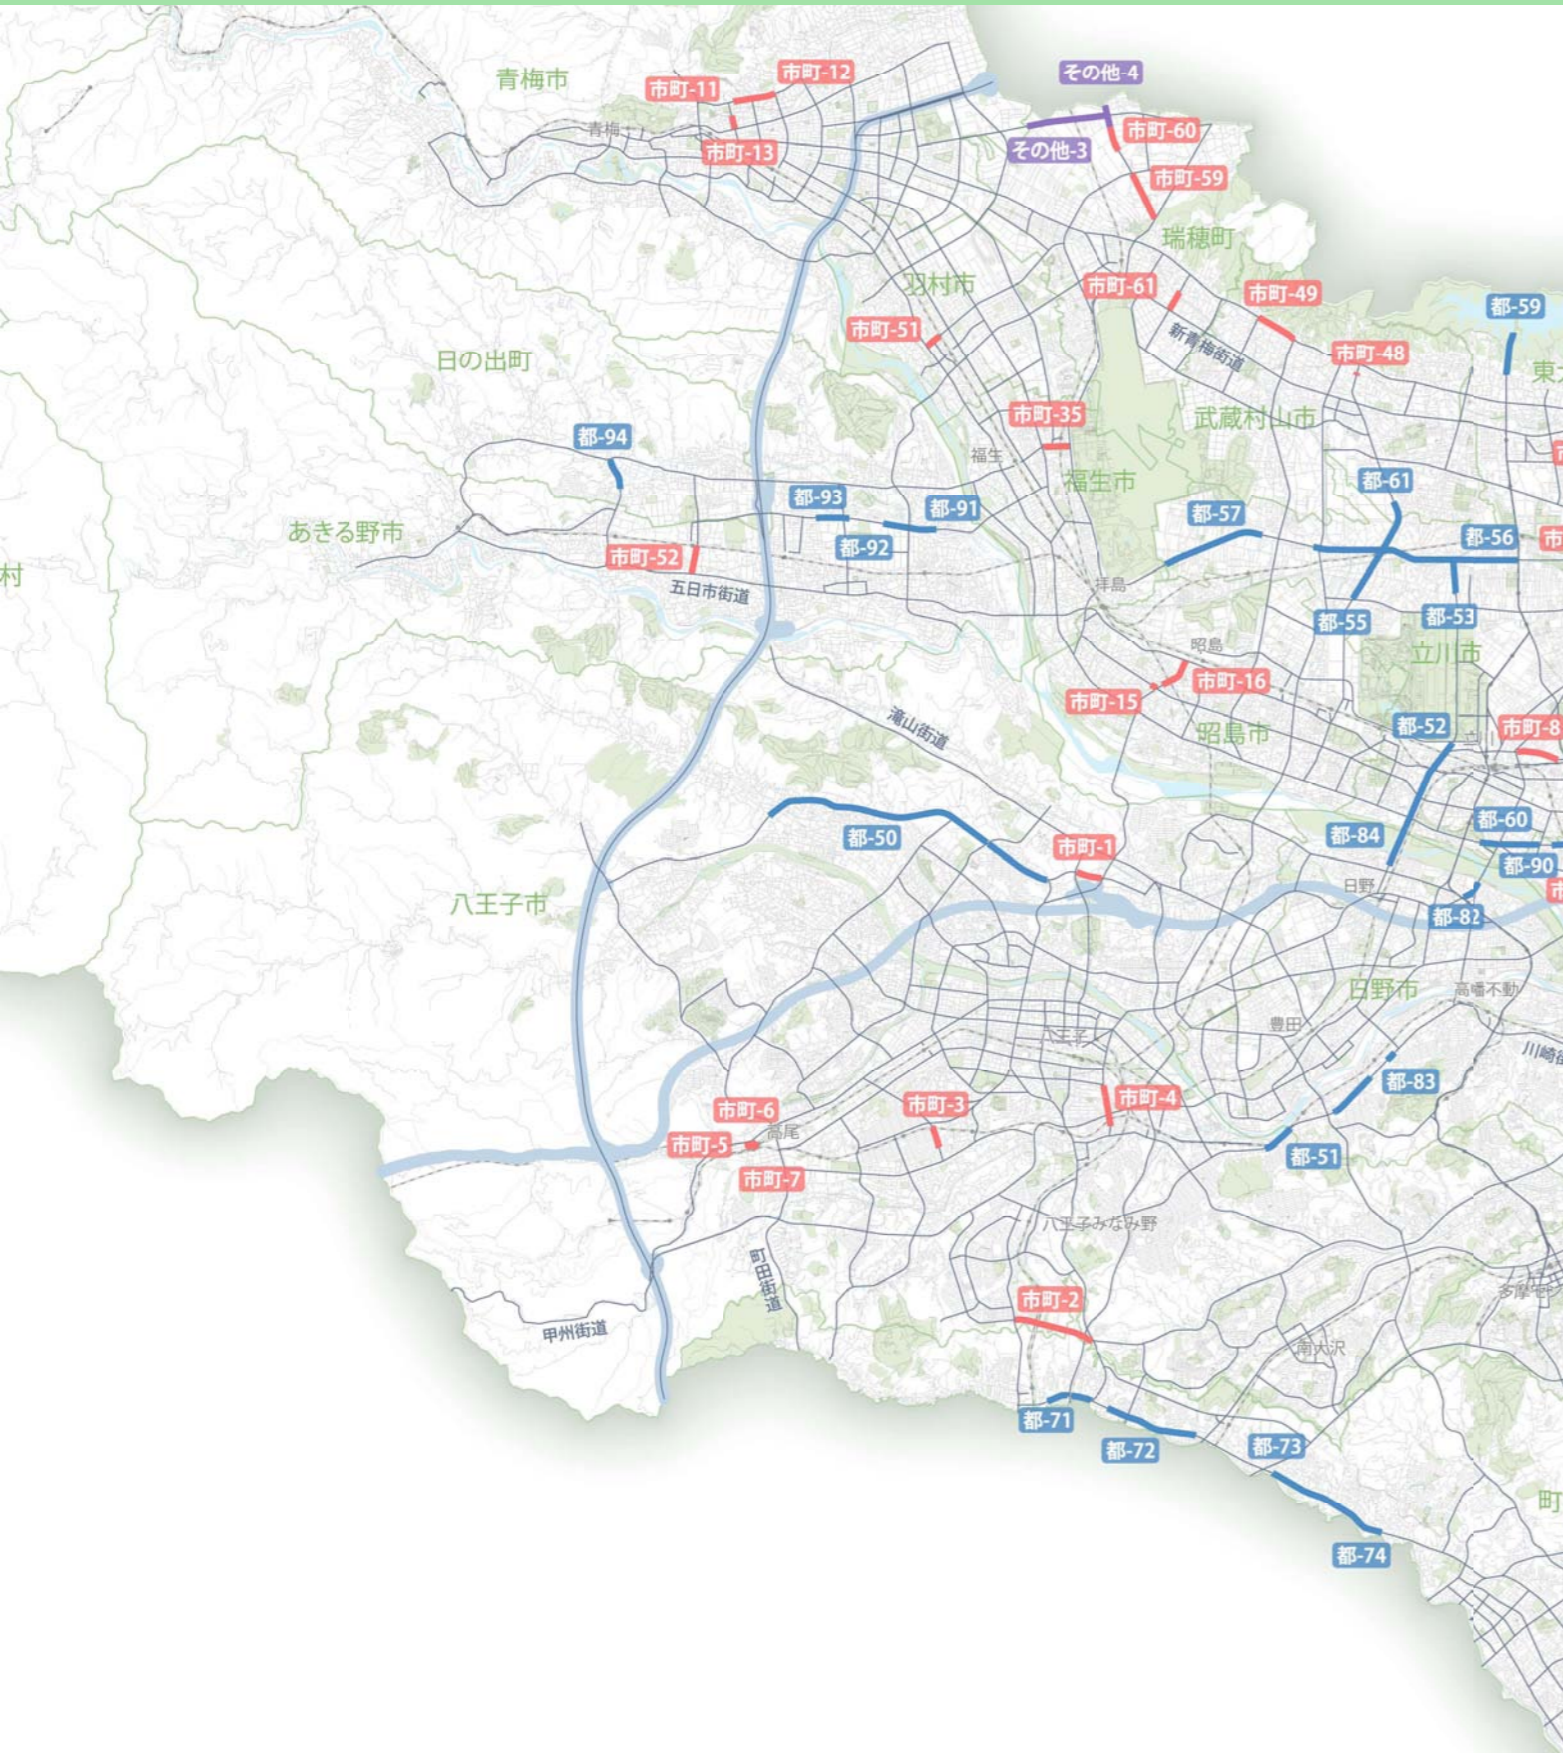 青梅市
市町-11
市町-12
その他-4
青梅
市町-13
その他-3
市町-60
市町-59
瑞穂町
羽村市
市町-61
市町-49
都-59
市町-51
新青梅街道
市町-48
日の出町
東
市町-35
武蔵村山市
都-94
福生
福生市
都-61
都-93
都-91
都-57
あきる野市
都-92
都-56
市
市町-52
村
五日市街道
拝島
都-55
都-53
昭島
立川市
市町-15
市町-16
滝山街道
昭島市
都-52
市町-8
都-50
市町-1
都-84
都-60
都-90
八王子市
日野
都-82
日野市
高幡不動
豊田
八王子
川崎
都-83
市町-6
市町-3
市町-4
高尾
市町-5
都-51
市町-7
八王子みなみ野
町田街道
市町-2
多摩セ
甲州街道
南大沢
都-71
都-72
都-73
町
都-74